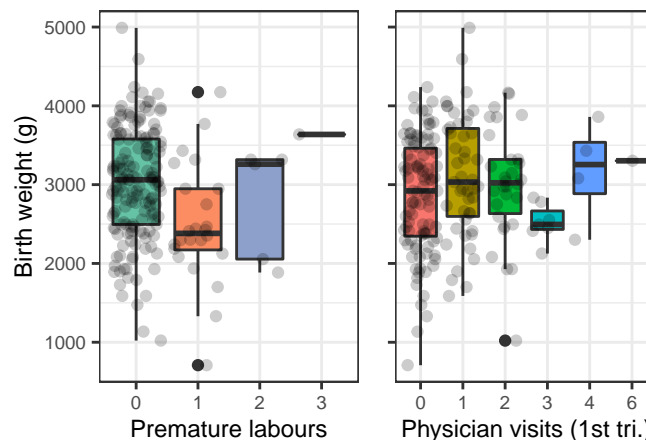 Birth weight (g)
5000
4000
3000
2000
1000
0 1 2 3
Premature labours
0 1 2 3 4 6
Physician visits (1st tri.)